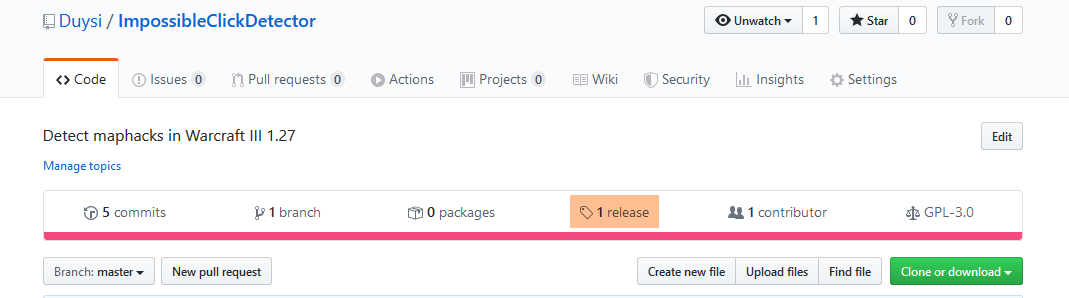 Duysi / ImpossibleClickDetector
Unwatch 1 Star 0 Fork 0
Code Issues 0 Pull requests 0 Actions Projects 0 Wiki Security Insights Settings
Detect maphacks in Warcraft III 1.27
Edit
Manage topics
5 commits 1 branch 0 packages 1 release 1 contributor GPL-3.0
Branch: master New pull request Create new file Upload files Find file Clone or download